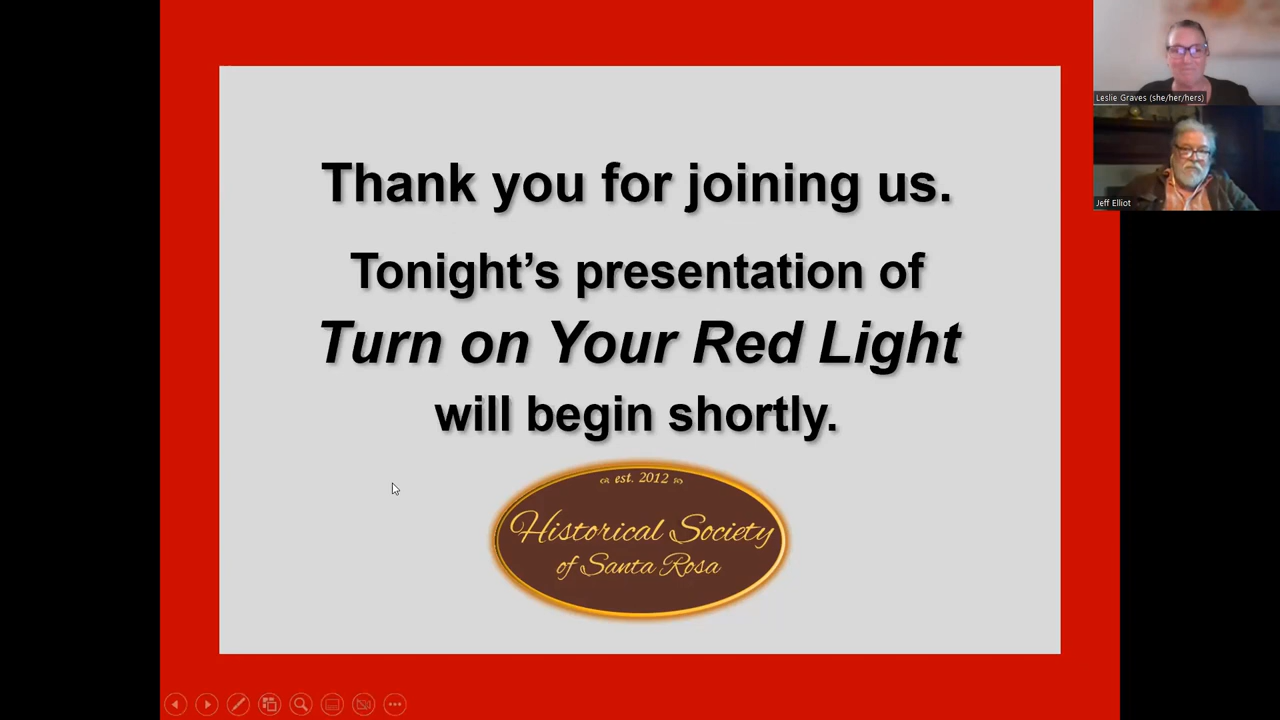 Thank you for joining us.
Tonight’s presentation of
Turn on Your Red Light
will begin shortly.
est. 2012
Historical Society
of Santa Rosa
Leslie Graves (she/her/hers)
Jeff Elliot